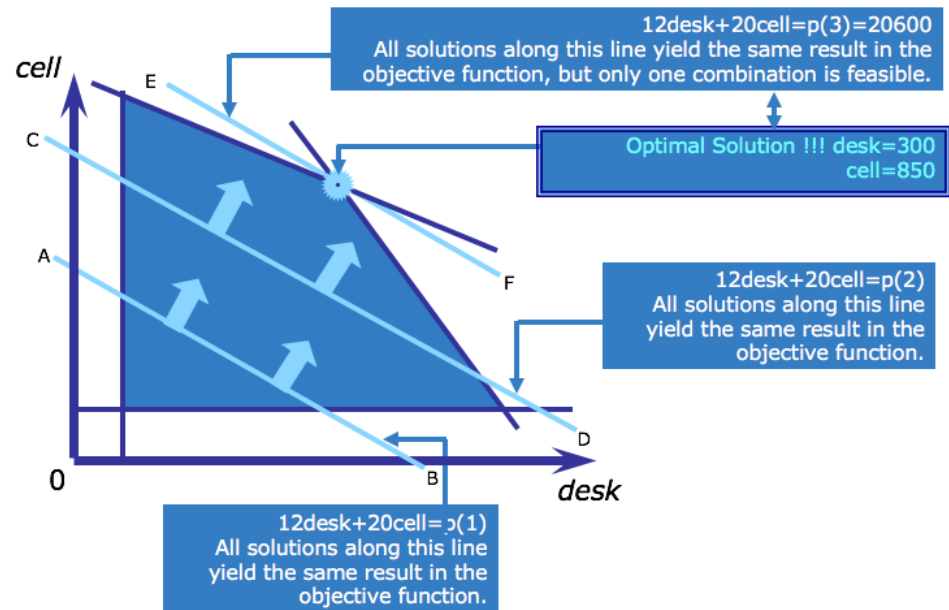 12desk+20cell=p(3)=20600
All solutions along this line yield the same result in the
objective function, but only one combination is feasible.
cell
E
C
Optimal Solution !!! desk=300
cell=850
A
F
12desk+20cell=p(2)
All solutions along this line
yield the same result in the
objective function.
D
0
B
desk
12desk+20cell=p(1)
All solutions along this line
yield the same result in the
objective function.